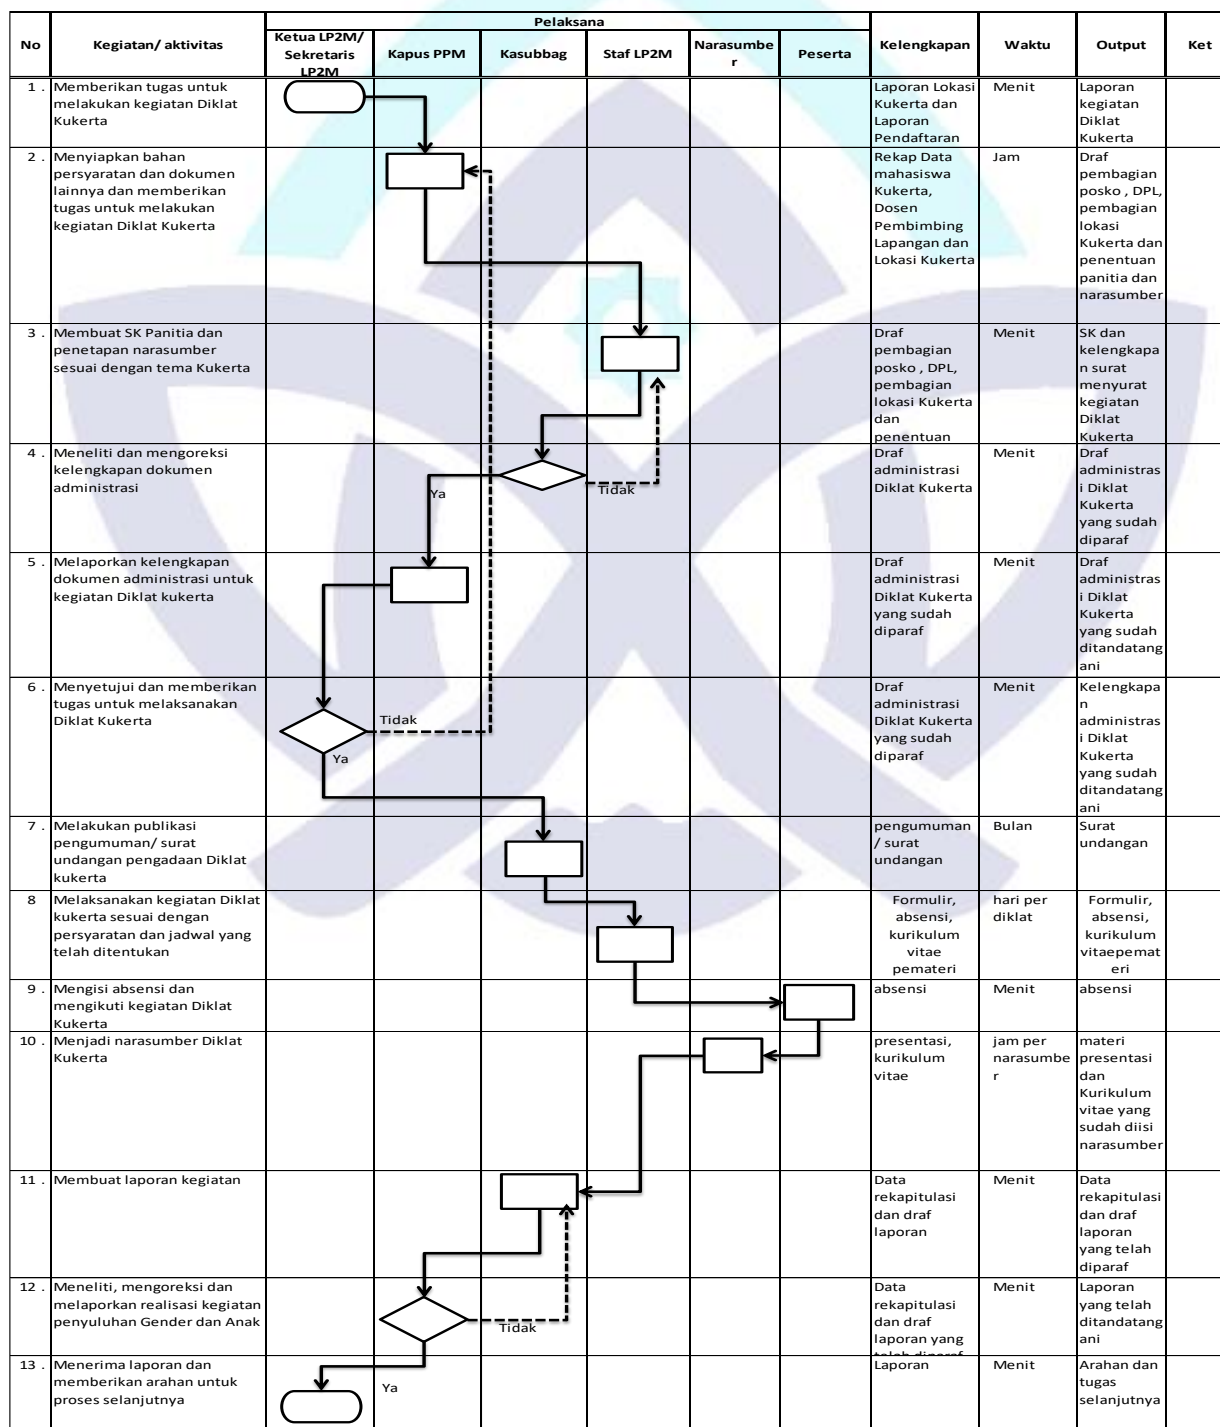 Pelaksana
No
Kegiatan/ aktivitas
Ketua LP2M/
Sekretaris
LP2M
Kapus PPM
Kasubbag
Staf LP2M
Narasumbe
r
Peserta
Kelengkapan
Waktu
Output
Ket
1 .
Memberikan tugas untuk
melakukan kegiatan Diklat
Kukerta
Laporan Lokasi
Kukerta dan
Laporan
Pendaftaran
Menit
Laporan
kegiatan
Diklat
Kukerta
2 .
Menyiapkan bahan
persyaratan dan dokumen
lainnya dan memberikan
tugas untuk melakukan
kegiatan Diklat Kukerta
Rekap Data
mahasiswa
Kukerta,
Dosen
Pembimbing
Lapangan dan
Lokasi Kukerta
Jam
Draf
pembagian
posko , DPL,
pembagian
lokasi
Kukerta dan
penentuan
panitia dan
narasumber
3 .
Membuat SK Panitia dan
penetapan narasumber
sesuai dengan tema Kukerta
Draf
pembagian
posko , DPL,
pembagian
lokasi Kukerta
dan
penentuan
Menit
SK dan
kelengkapa
n surat
menyurat
kegiatan
Diklat
Kukerta
4 .
Meneliti dan mengoreksi
kelengkapan dokumen
administrasi
Ya
Tidak
Draf
administrasi
Diklat Kukerta
Menit
Draf
administras
i Diklat
Kukerta
yang sudah
diparaf
5 .
Melaporkan kelengkapan
dokumen administrasi untuk
kegiatan Diklat kukerta
Draf
administrasi
Diklat Kukerta
yang sudah
diparaf
Menit
Draf
administras
i Diklat
Kukerta
yang sudah
ditandatang
ani
6 .
Menyetujui dan memberikan
tugas untuk melaksanakan
Diklat Kukerta
Tidak
Ya
Draf
administrasi
Diklat Kukerta
yang sudah
diparaf
Menit
Kelengkapa
n
administras
i Diklat
Kukerta
yang sudah
ditandatang
ani
7 .
Melakukan publikasi
pengumuman/ surat
undangan pengadaan Diklat
kukerta
pengumuman
/ surat
undangan
Bulan
Surat
undangan
8
Melaksanakan kegiatan Diklat
kukerta sesuai dengan
persyaratan dan jadwal yang
telah ditentukan
Formulir,
absensi,
kurikulum
vitae
pemateri
hari per
diklat
Formulir,
absensi,
kurikulum
vitaepemat
eri
9 .
Mengisi absensi dan
mengikuti kegiatan Diklat
Kukerta
absensi
Menit
absensi
10 .
Menjadi narasumber Diklat
Kukerta
presentasi,
kurikulum
vitae
jam per
narasumbe
r
materi
presentasi
dan
Kurikulum
vitae yang
sudah diisi
narasumber
11 .
Membuat laporan kegiatan
Data
rekapitulasi
dan draf
laporan
Menit
Data
rekapitulasi
dan draf
laporan
yang telah
diparaf
12 .
Meneliti, mengoreksi dan
melaporkan realisasi kegiatan
penyuluhan Gender dan Anak
Tidak
Ya
Data
rekapitulasi
dan draf
laporan yang
Menit
Laporan
yang telah
ditandatang
ani
13 .
Menerima laporan dan
memberikan arahan untuk
proses selanjutnya
Laporan
Menit
Arahan dan
tugas
selanjutnya